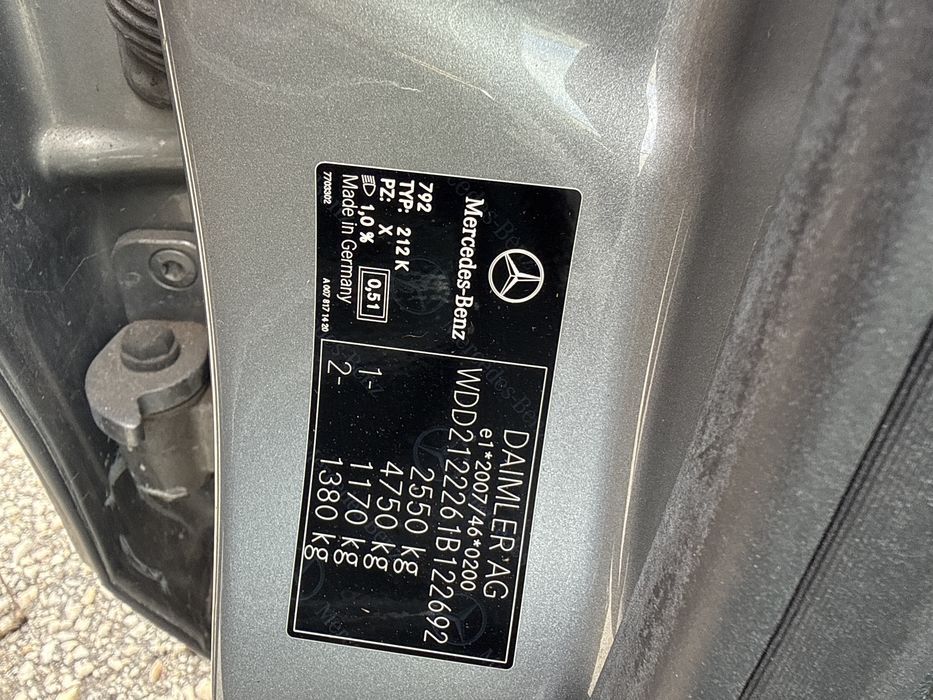 Mercedes-Benz
792
TYP: 212 K
PZ: X
1,0 % 0,51
Made in Germany
7703302 A 007 817 14 20
DAIMLER AG
e1*2007/46*0200
WDD2122261B122692
2550 kg
4750 kg
1- 1170 kg
2- 1380 kg